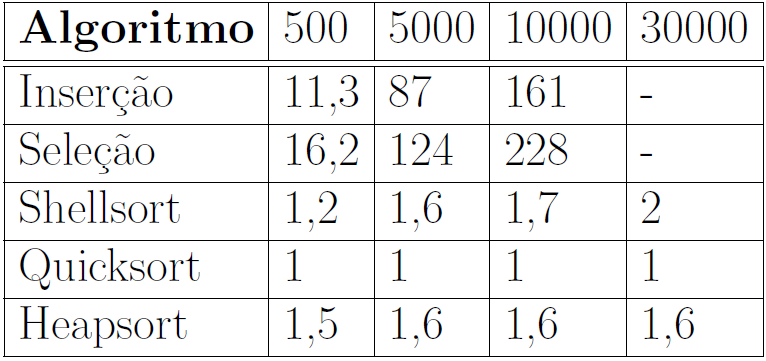 Algoritmo 500 5000 10000 30000
Inserção 11,3 87 161 -
Seleção 16,2 124 228 -
Shellsort 1,2 1,6 1,7 2
Quicksort 1 1 1 1
Heapsort 1,5 1,6 1,6 1,6